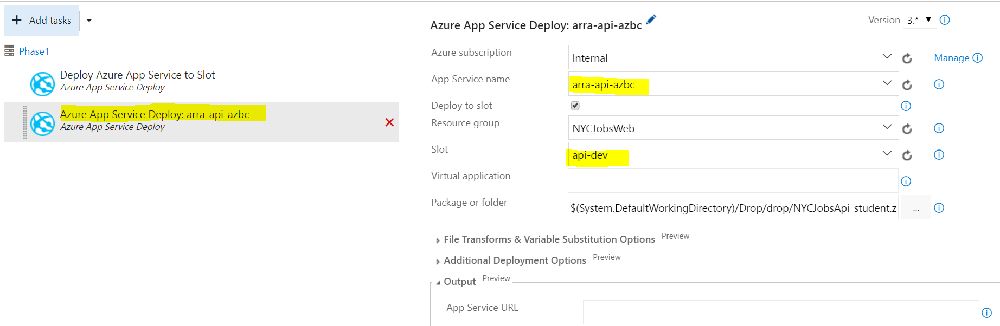 + Add tasks
Phase1
Deploy Azure App Service to Slot
Azure App Service Deploy
Azure App Service Deploy: arra-api-azbc
Azure App Service Deploy
Azure App Service Deploy: arra-api-azbc
Version 3.*
Azure subscription
Internal
Manage
App Service name
arra-api-azbc
Deploy to slot
Resource group
NYCJobsWeb
Slot
api-dev
Virtual application
Package or folder
$(System.DefaultWorkingDirectory)/Drop/drop/NYCJobsApi_student.z
...
File Transforms & Variable Substitution Options Preview
Additional Deployment Options Preview
Output Preview
App Service URL